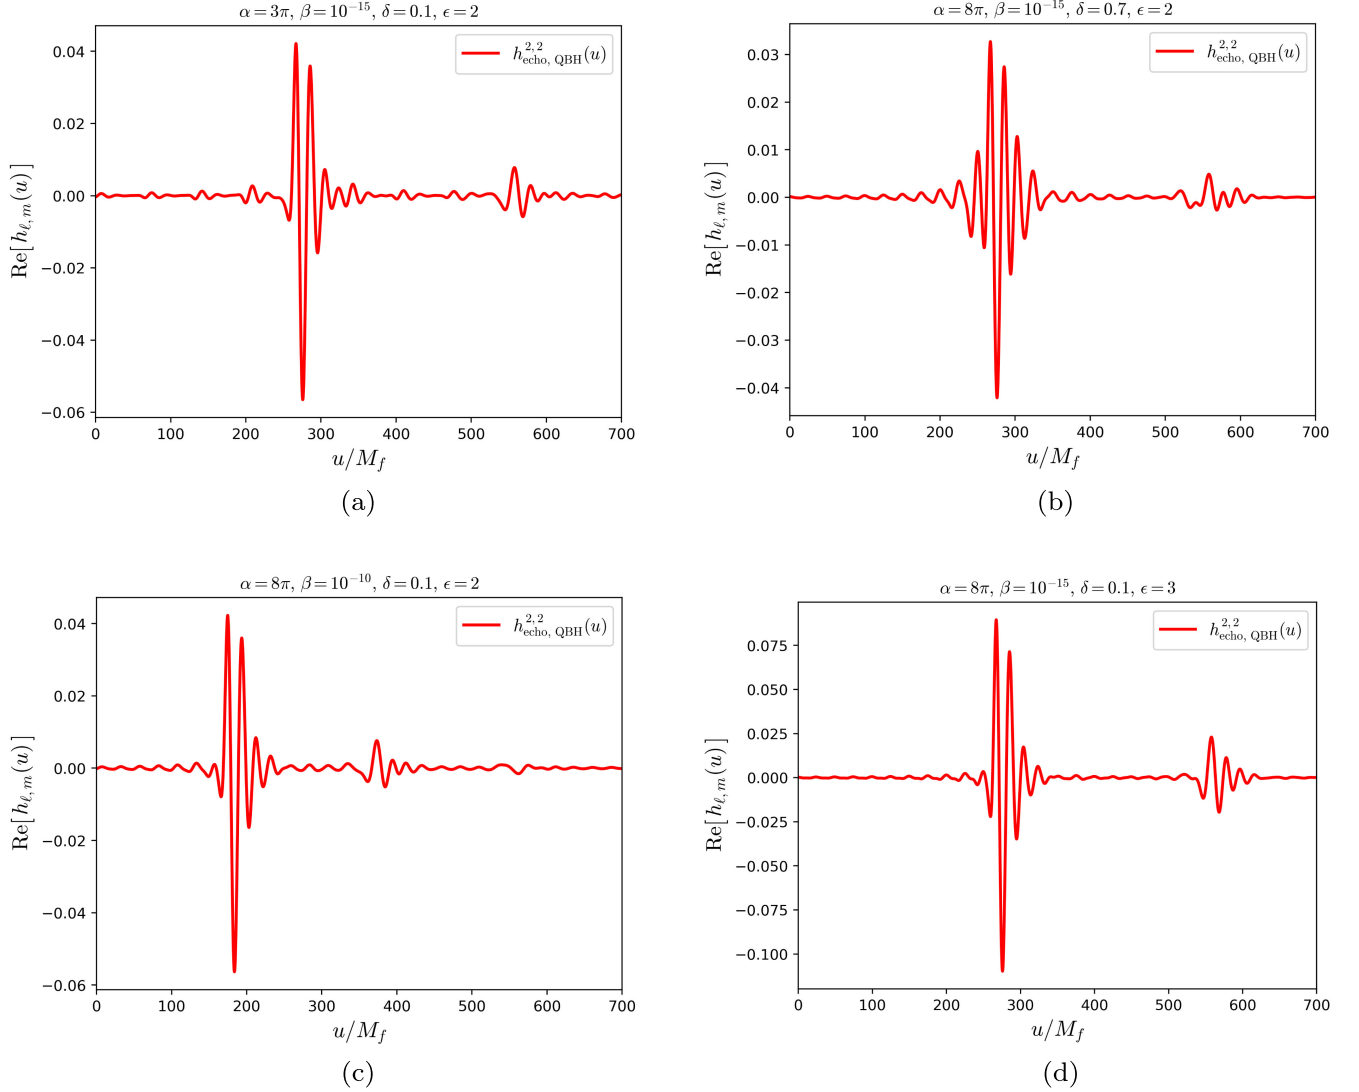 α = 3π, β = 10⁻¹⁵, δ = 0.1, ϵ = 2
h^{2,2}_{echo, QBH}(u)
Re[h_{ℓ,m}(u)]
0.04
0.02
0.00
−0.02
−0.04
−0.06
0 100 200 300 400 500 600 700
u/M_f
(a)
α = 8π, β = 10⁻¹⁵, δ = 0.7, ϵ = 2
h^{2,2}_{echo, QBH}(u)
Re[h_{ℓ,m}(u)]
0.03
0.02
0.01
0.00
−0.01
−0.02
−0.03
−0.04
0 100 200 300 400 500 600 700
u/M_f
(b)
α = 8π, β = 10⁻¹⁰, δ = 0.1, ϵ = 2
h^{2,2}_{echo, QBH}(u)
Re[h_{ℓ,m}(u)]
0.04
0.02
0.00
−0.02
−0.04
−0.06
0 100 200 300 400 500 600 700
u/M_f
(c)
α = 8π, β = 10⁻¹⁵, δ = 0.1, ϵ = 3
h^{2,2}_{echo, QBH}(u)
Re[h_{ℓ,m}(u)]
0.075
0.050
0.025
0.000
−0.025
−0.050
−0.075
−0.100
0 100 200 300 400 500 600 700
u/M_f
(d)